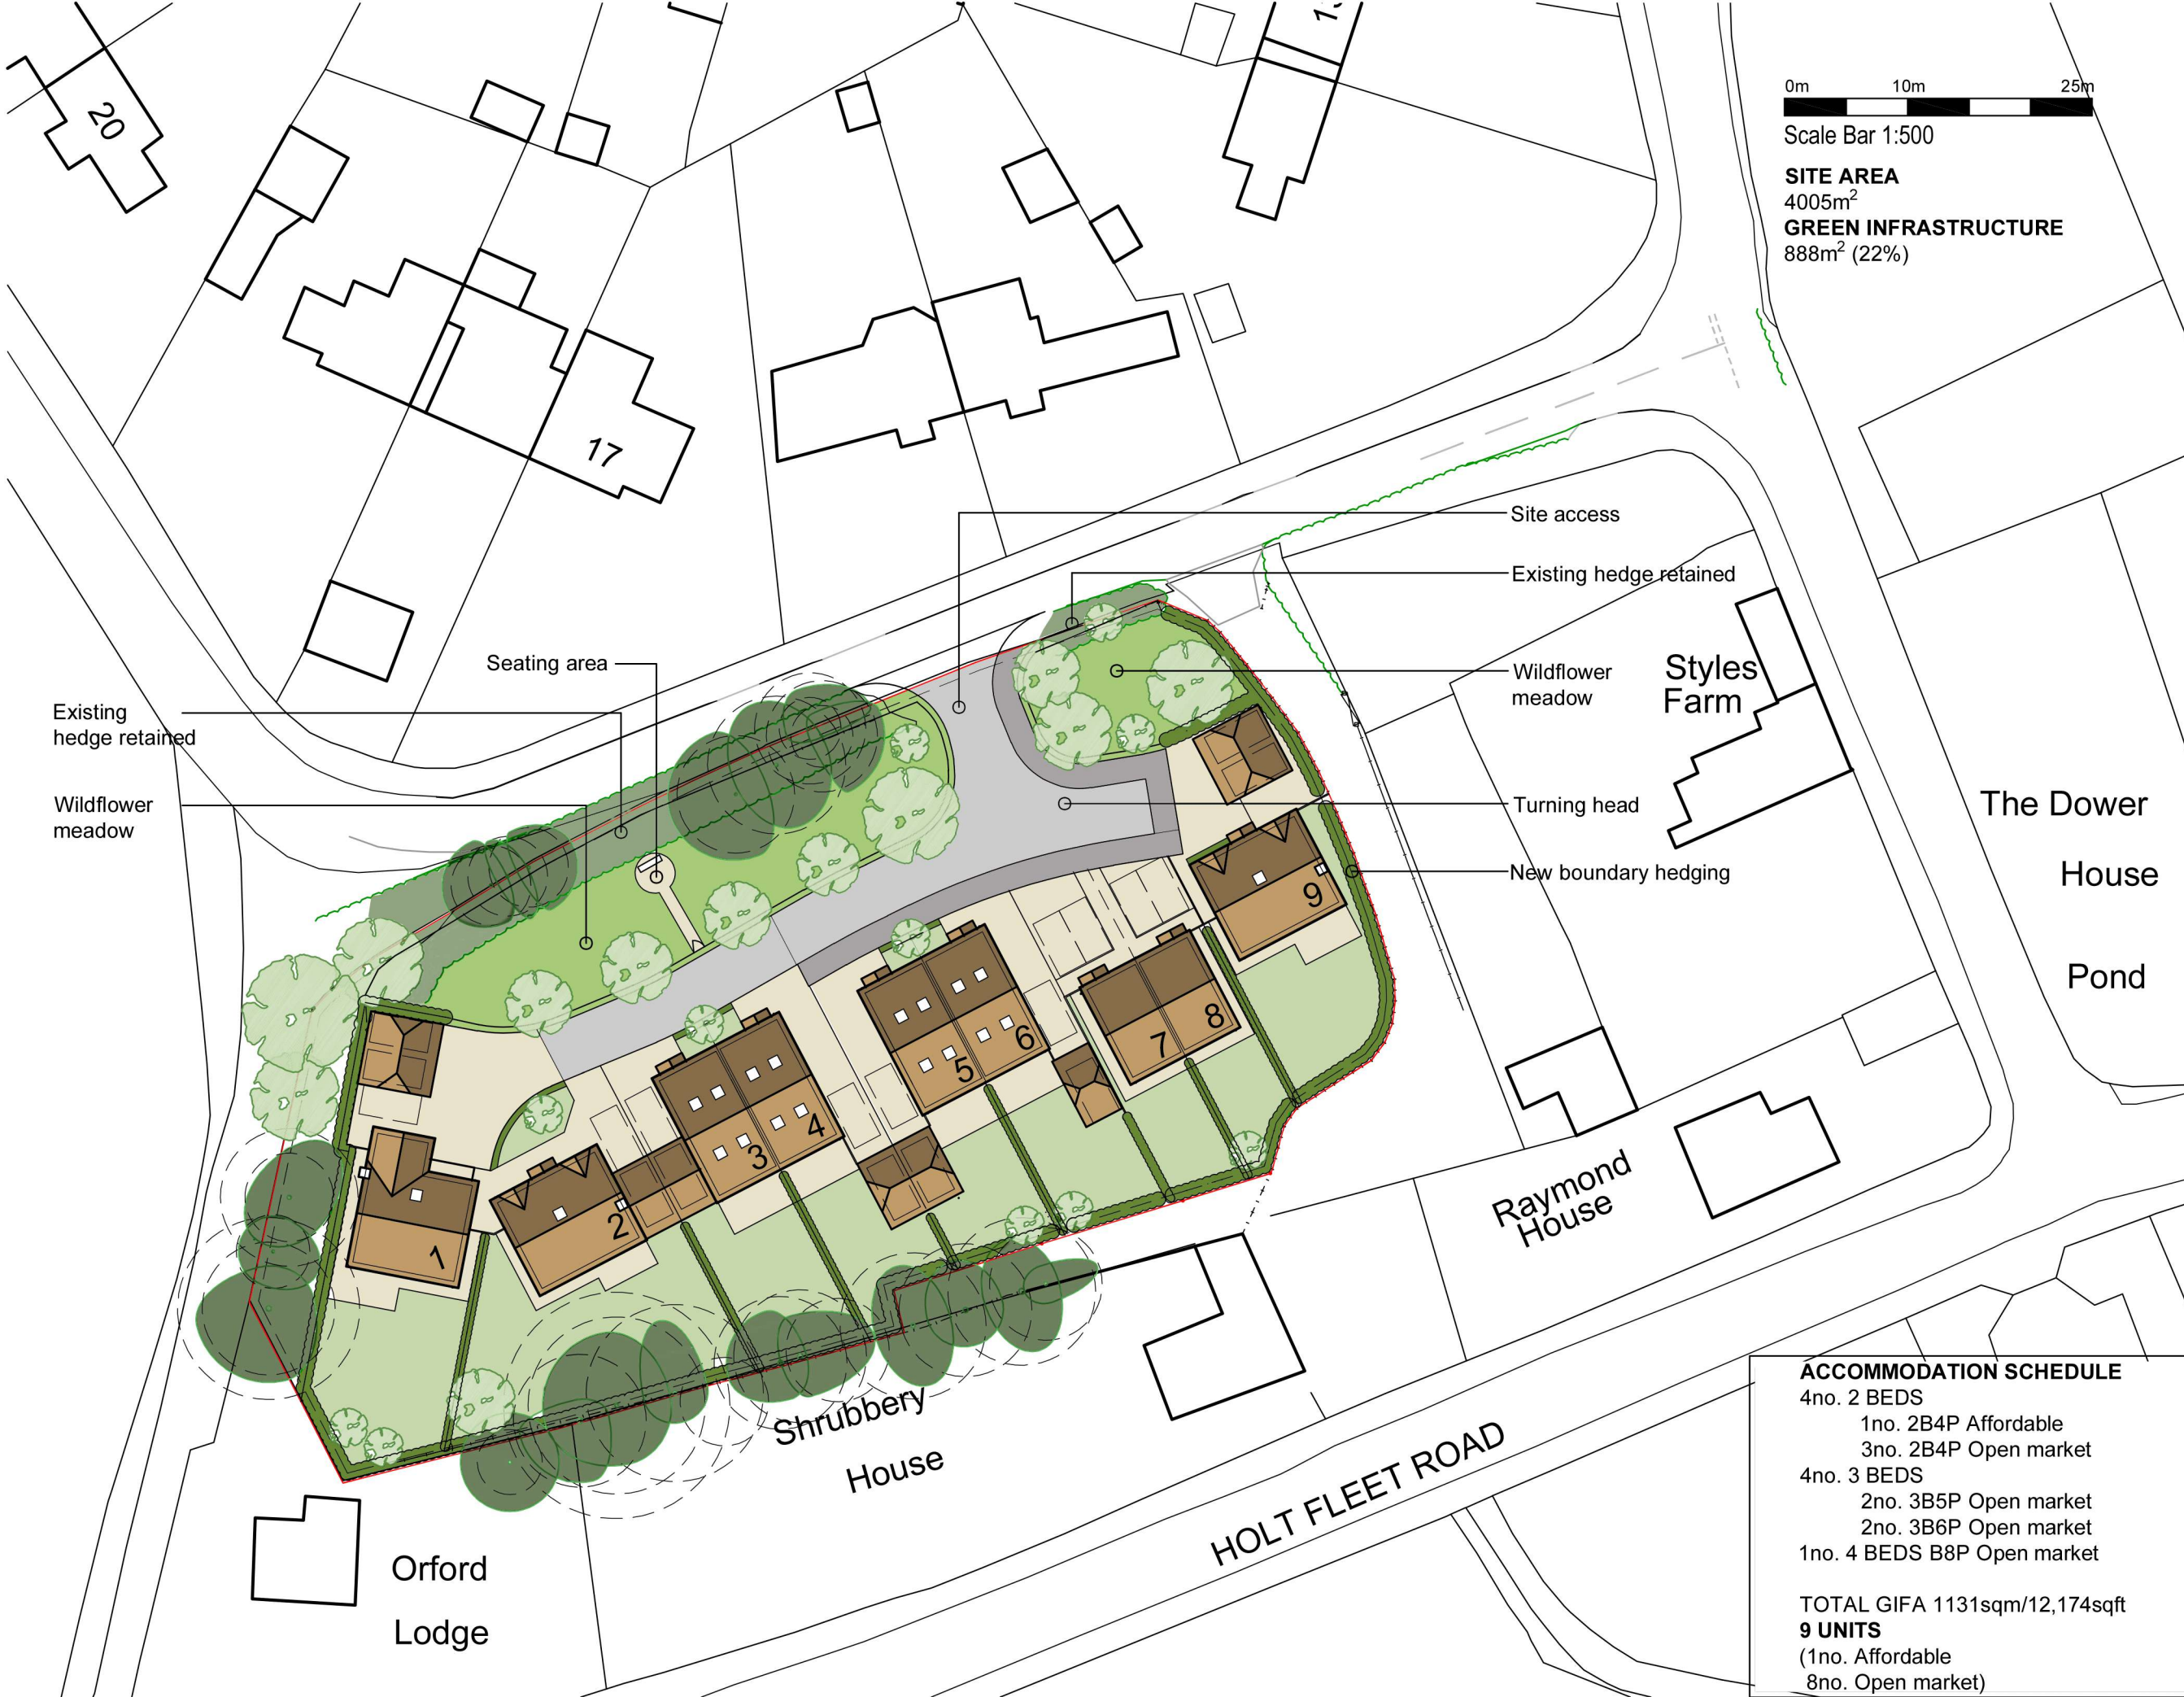 20
0m 10m 25m
Scale Bar 1:500
SITE AREA
4005m²
GREEN INFRASTRUCTURE
888m² (22%)
17
Site access
Existing hedge retained
Seating area
Wildflower
meadow
Styles
Farm
Existing
hedge retained
Wildflower
meadow
Turning head
The Dower
House
Pond
New boundary hedging
9
8
7
6
5
4
3
2
1
Raymond
House
Shrubbery
House
HOLT FLEET ROAD
Orford
Lodge
ACCOMMODATION SCHEDULE
4no. 2 BEDS
1no. 2B4P Affordable
3no. 2B4P Open market
4no. 3 BEDS
2no. 3B5P Open market
2no. 3B6P Open market
1no. 4 BEDS B8P Open market
TOTAL GIFA 1131sqm/12,174sqft
9 UNITS
(1no. Affordable
8no. Open market)